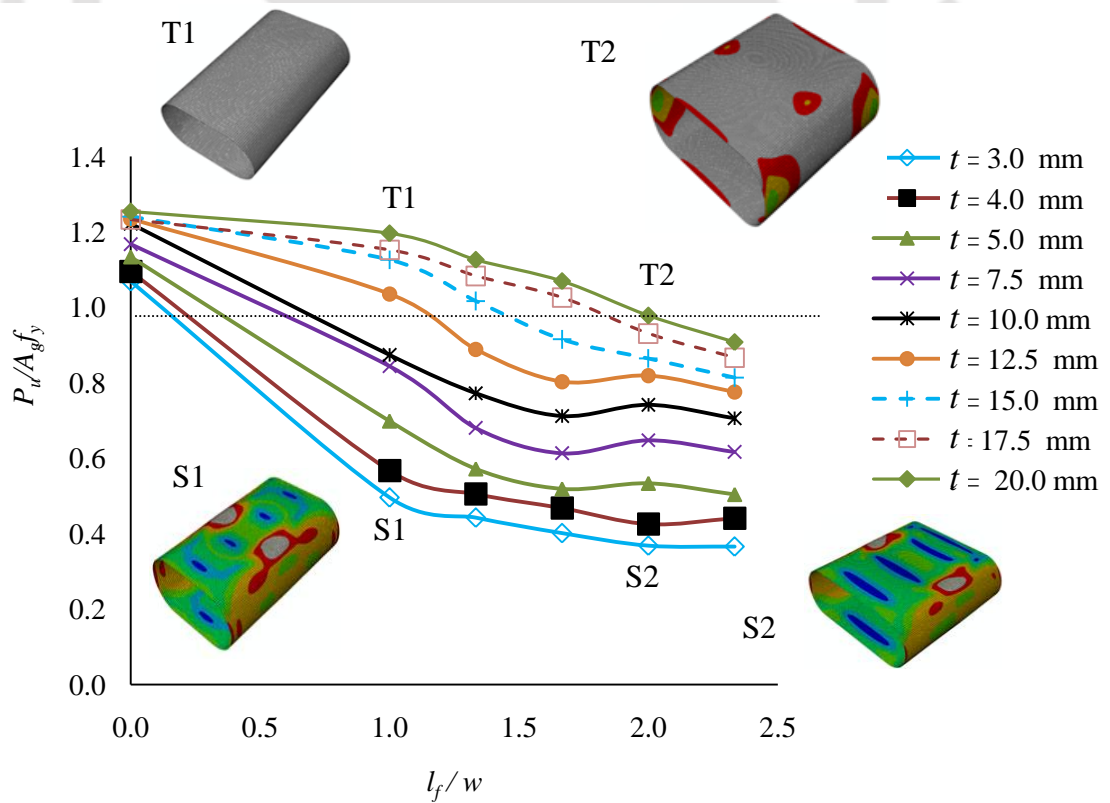 T1
T2
1.4
1.2
1.0
0.8
0.6
0.4
0.2
0.0
P_u/A_g f_y
T1
T2
S1
S1
S2
S2
t = 3.0 mm
t = 4.0 mm
t = 5.0 mm
t = 7.5 mm
t = 10.0 mm
t = 12.5 mm
t = 15.0 mm
t = 17.5 mm
t = 20.0 mm
0.0 0.5 1.0 1.5 2.0 2.5
l_f / w